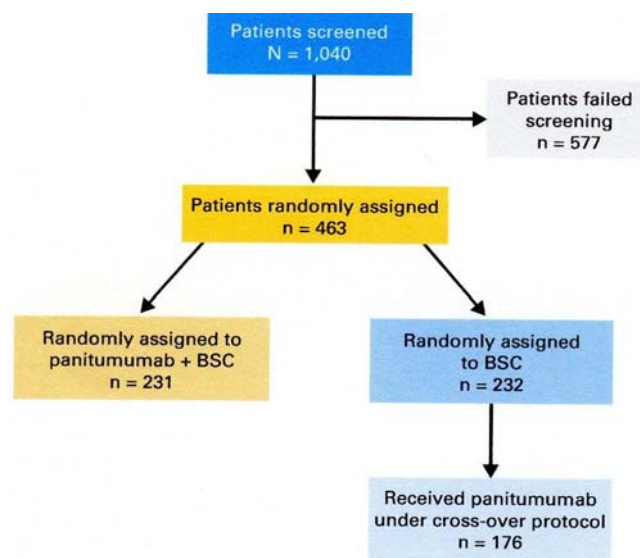 Patients screened
N = 1,040
Patients failed
screening
n = 577
Patients randomly assigned
n = 463
Randomly assigned to
panitumumab + BSC
n = 231
Randomly assigned
to BSC
n = 232
Received panitumumab
under cross-over protocol
n = 176